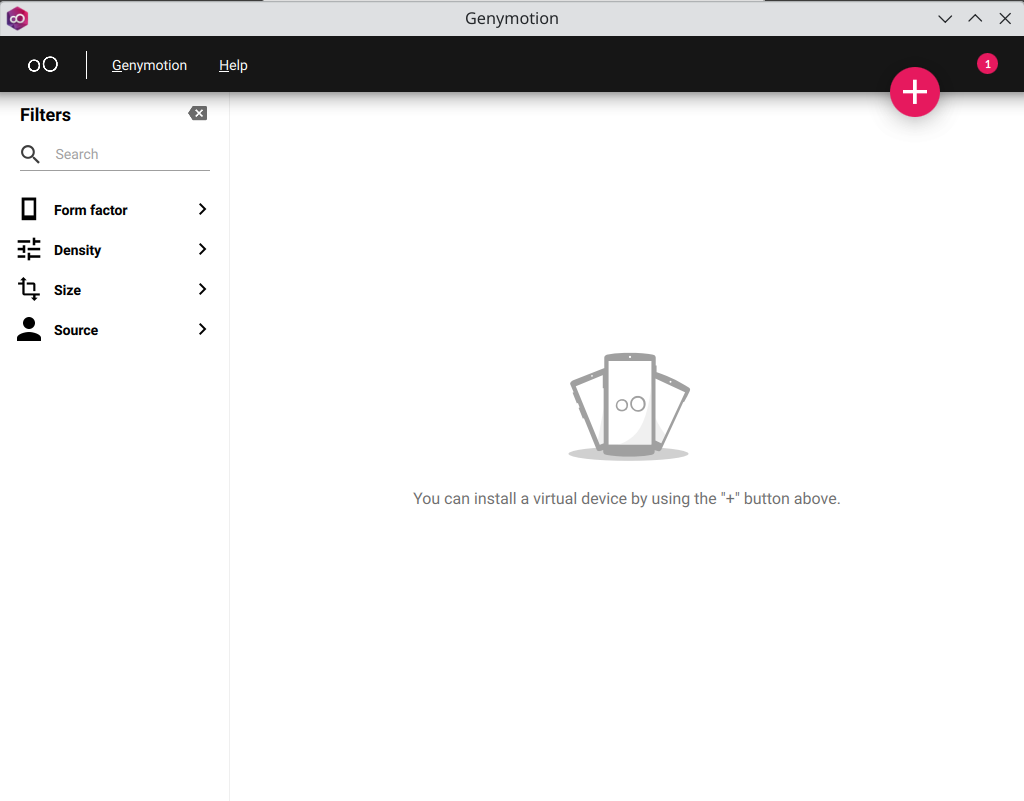 Genymotion
Genymotion Help
1
Filters
Search
Form factor
Density
Size
Source
You can install a virtual device by using the "+" button above.